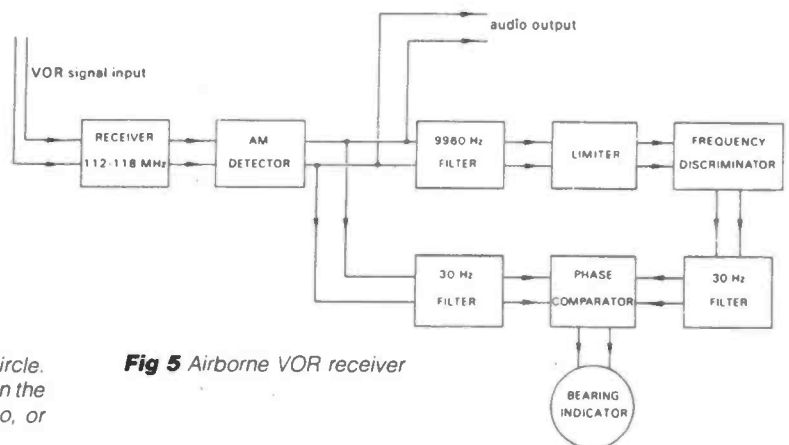 audio output
VOR signal input
RECEIVER
112-118 MHz
AM
DETECTOR
9960 Hz
FILTER
LIMITER
FREQUENCY
DISCRIMINATOR
30 Hz
FILTER
PHASE
COMPARATOR
30 Hz
FILTER
BEARING
INDICATOR
ircle.
n the
o, or
Fig 5 Airborne VOR receiver